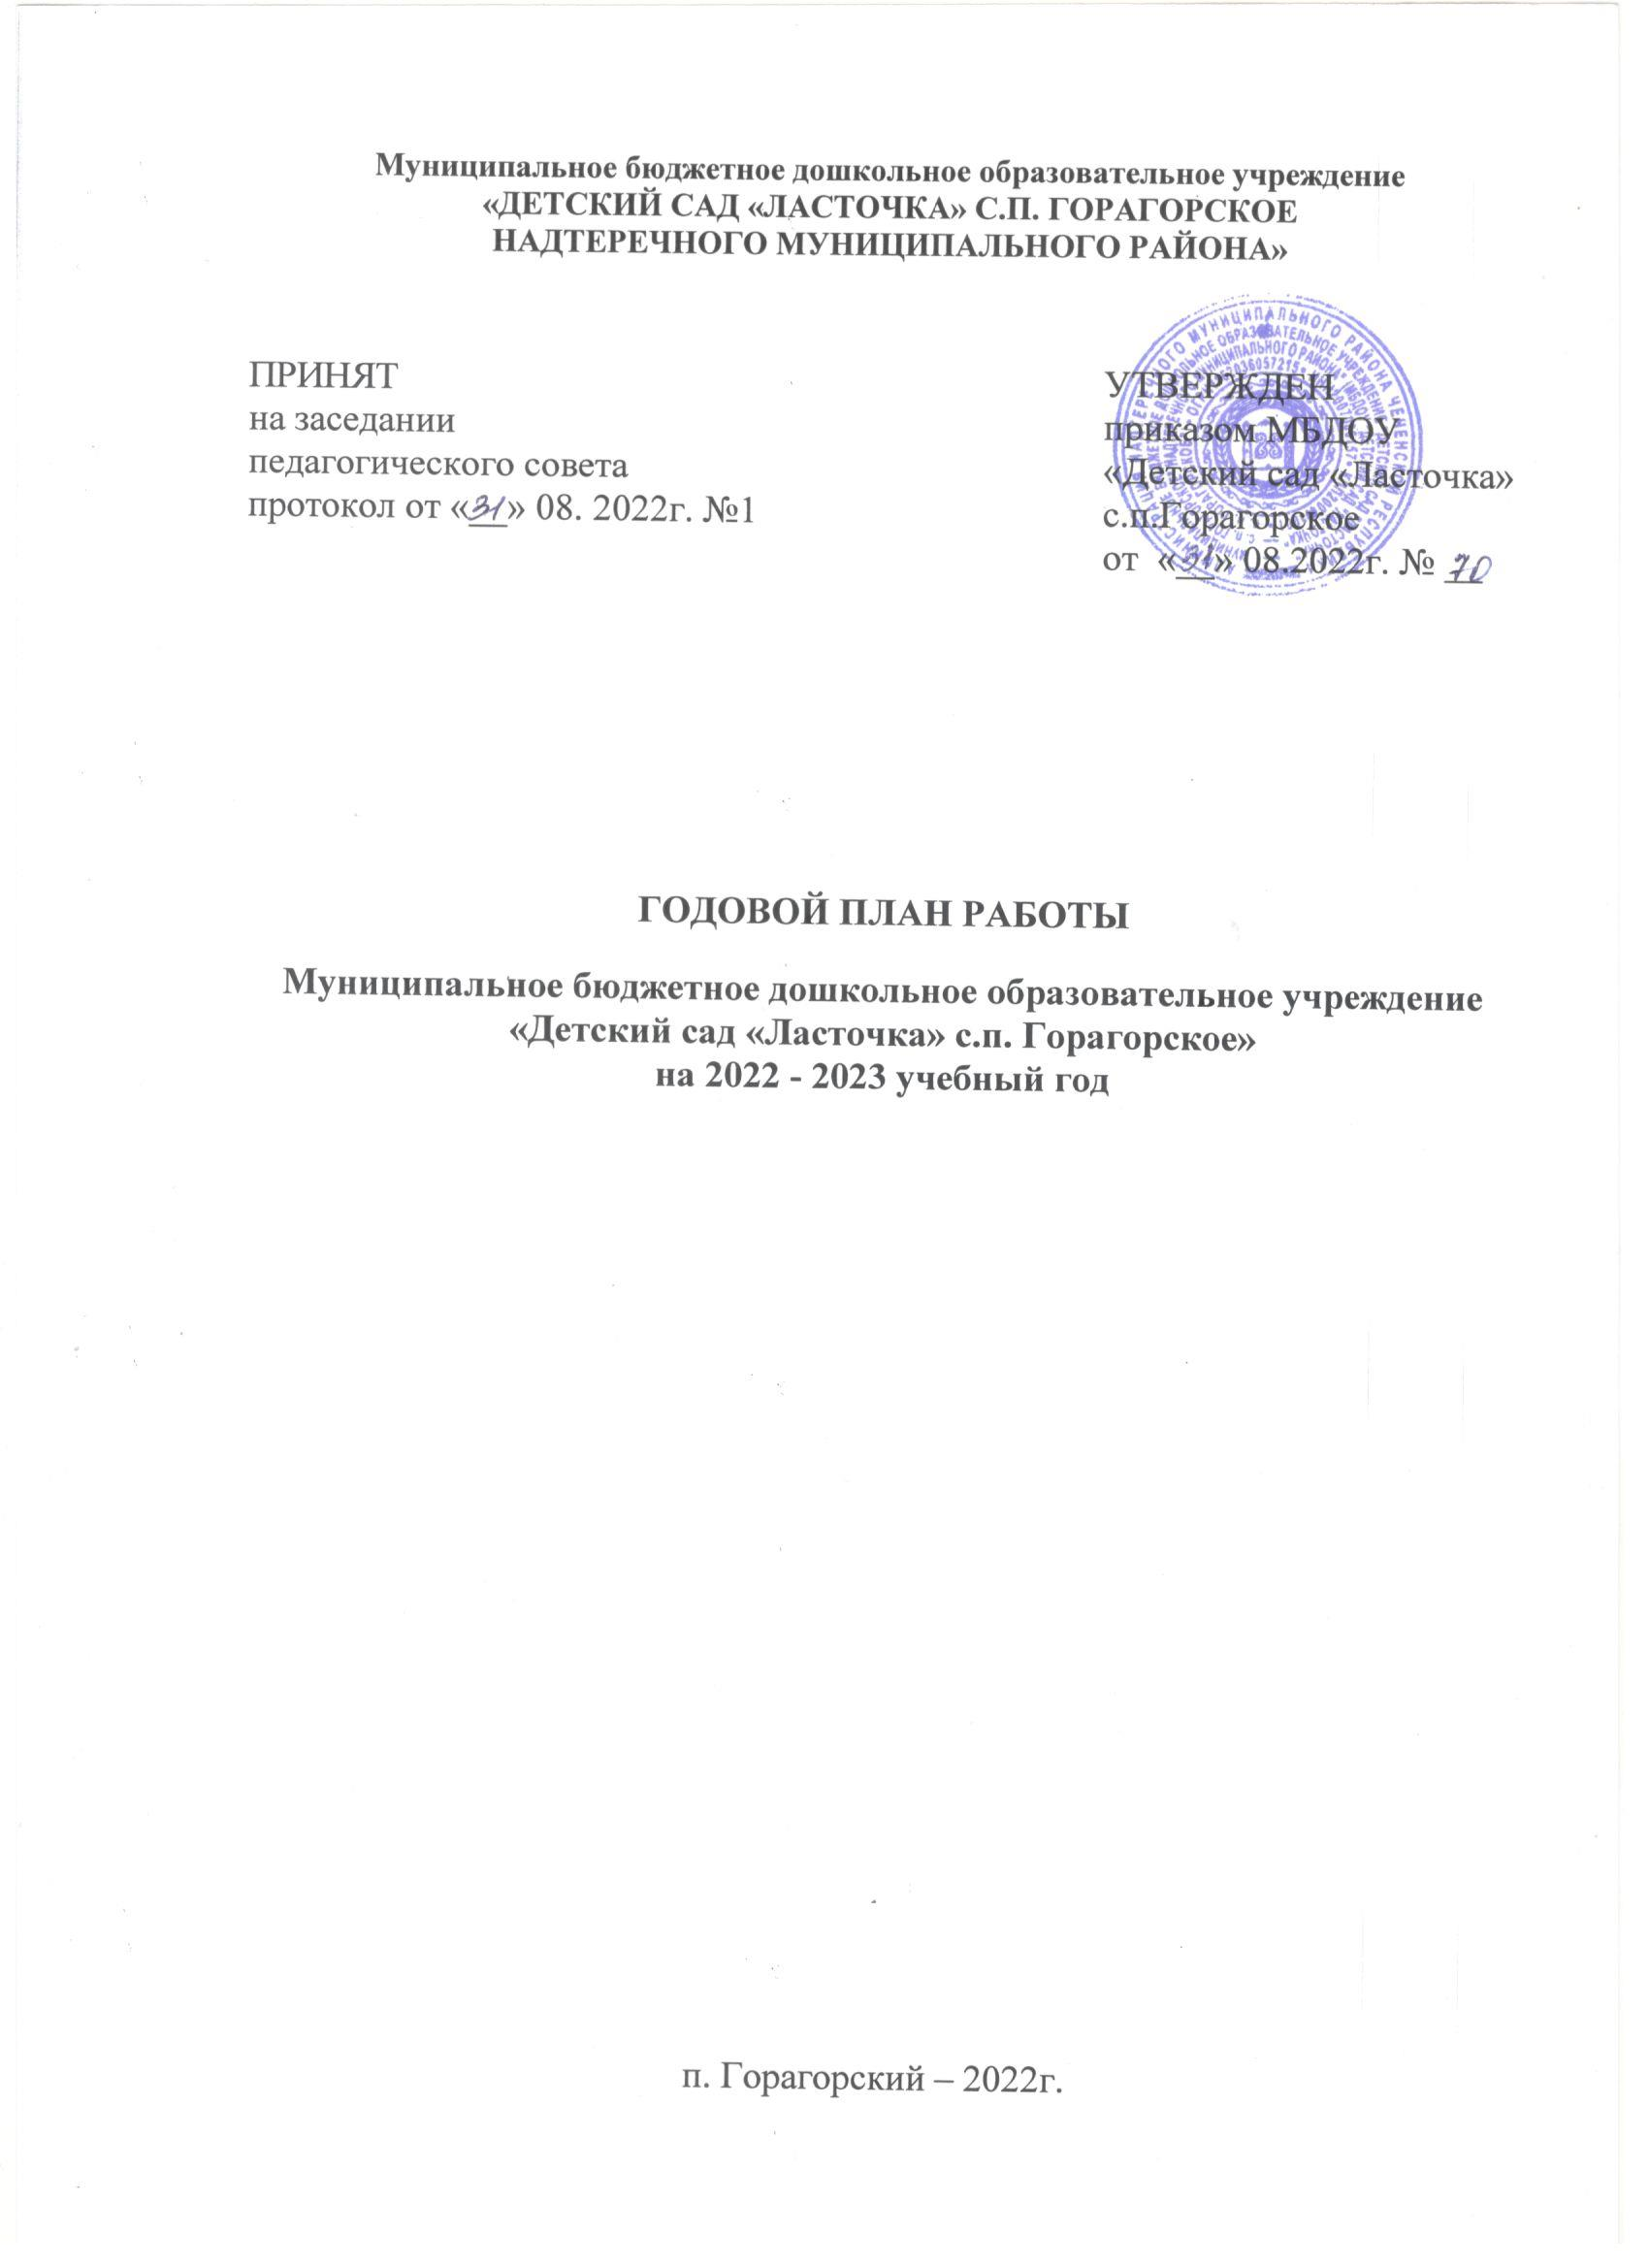 Муниципальное бюджетное дошкольное образовательное учреждение
«ДЕТСКИЙ САД «ЛАСТОЧКА» С.П. ГОРАГОРСКОЕ
НАДТЕРЕЧНОГО МУНИЦИПАЛЬНОГО РАЙОНА»
ПРИНЯТ
на заседании
педагогического совета
протокол от «31» 08. 2022г. №1
УТВЕРЖДЕН
приказом МБДОУ
«Детский сад «Ласточка»
с.п.Горагорское
от «31» 08.2022г. № 70
ГОДОВОЙ ПЛАН РАБОТЫ
Муниципальное бюджетное дошкольное образовательное учреждение
«Детский сад «Ласточка» с.п. Горагорское»
на 2022 - 2023 учебный год
п. Горагорский – 2022г.